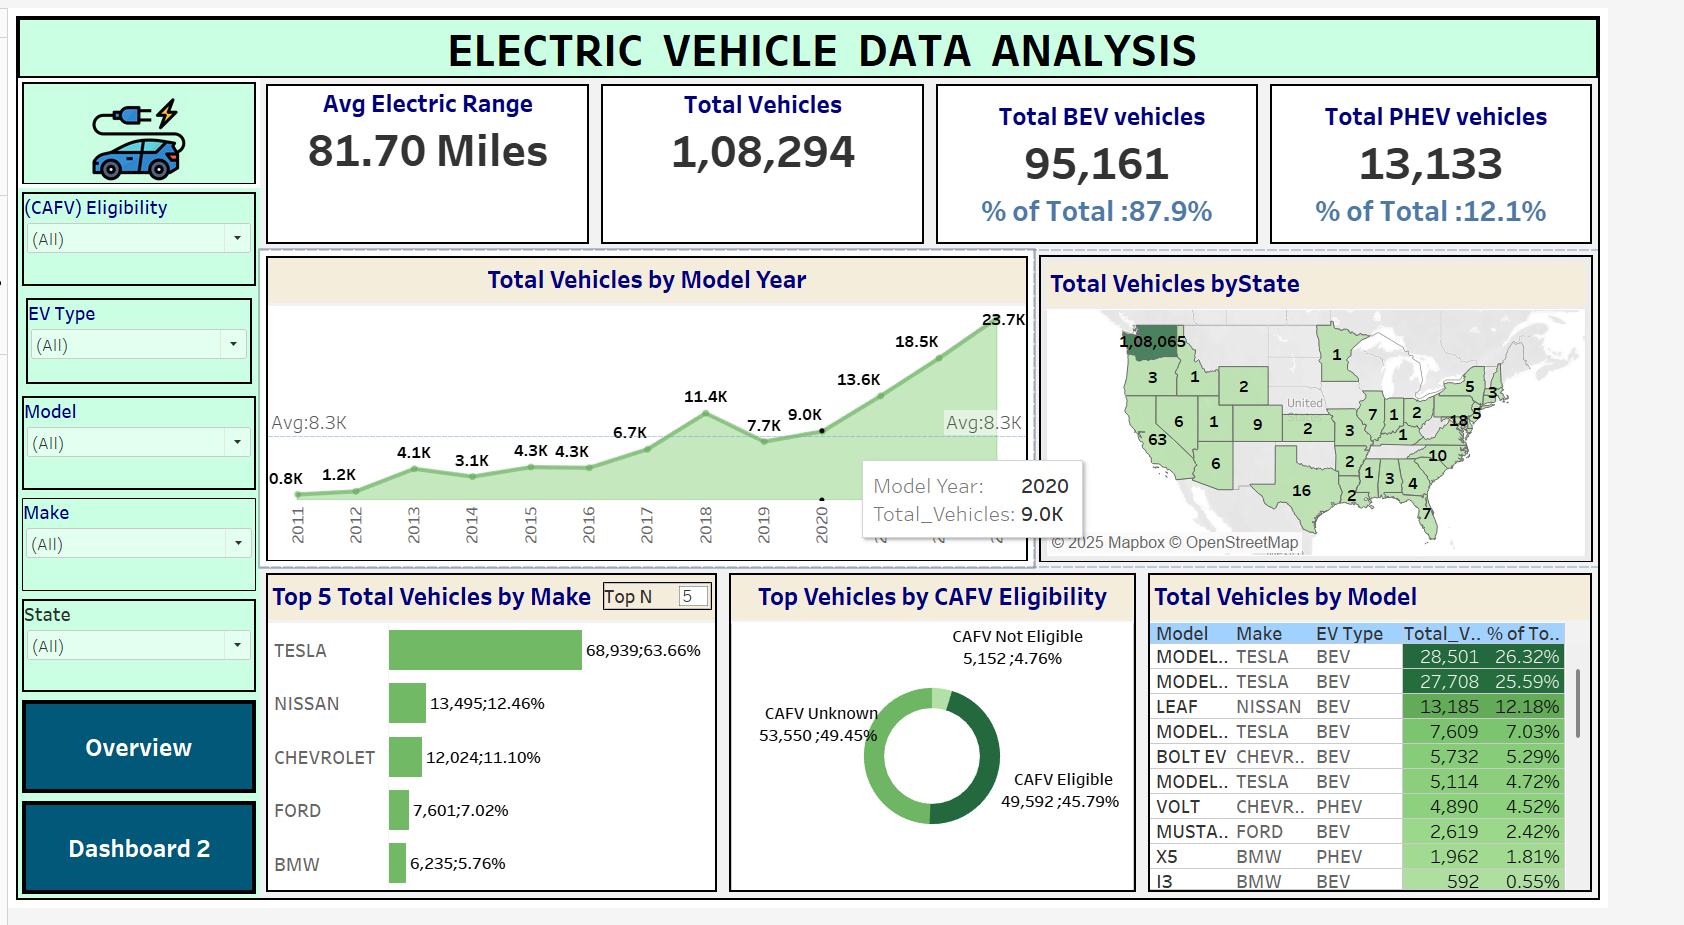 ELECTRIC VEHICLE DATA ANALYSIS
Avg Electric Range
81.70 Miles
Total Vehicles
1,08,294
Total BEV vehicles
95,161
% of Total :87.9%
Total PHEV vehicles
13,133
% of Total :12.1%
(CAFV) Eligibility
(All)
EV Type
(All)
Model
(All)
Make
(All)
State
(All)
Overview
Dashboard 2
Total Vehicles by Model Year
0.8K
1.2K
4.1K
3.1K
4.3K
4.3K
6.7K
11.4K
7.7K
9.0K
13.6K
18.5K
23.7K
Avg:8.3K
Avg:8.3K
2011
2012
2013
2014
2015
2016
2017
2018
2019
2020
Model Year: 2020
Total_Vehicles: 9.0K
Total Vehicles byState
1,08,065
1
3
1
2
5
3
6
1
9
7
1
2
18
5
63
2
3
1
6
2
10
16
2
1
3
4
7
United
© 2025 Mapbox © OpenStreetMap
Top 5 Total Vehicles by Make
Top N 5
TESLA 68,939;63.66%
NISSAN 13,495;12.46%
CHEVROLET 12,024;11.10%
FORD 7,601;7.02%
BMW 6,235;5.76%
Top Vehicles by CAFV Eligibility
CAFV Not Eligible
5,152 ;4.76%
CAFV Unknown
53,550 ;49.45%
CAFV Eligible
49,592 ;45.79%
Total Vehicles by Model
Model Make EV Type Total_V.. % of To..
MODEL.. TESLA BEV 28,501 26.32%
MODEL.. TESLA BEV 27,708 25.59%
LEAF NISSAN BEV 13,185 12.18%
MODEL.. TESLA BEV 7,609 7.03%
BOLT EV CHEVR.. BEV 5,732 5.29%
MODEL.. TESLA BEV 5,114 4.72%
VOLT CHEVR.. PHEV 4,890 4.52%
MUSTA.. FORD BEV 2,619 2.42%
X5 BMW PHEV 1,962 1.81%
I3 BMW BEV 592 0.55%